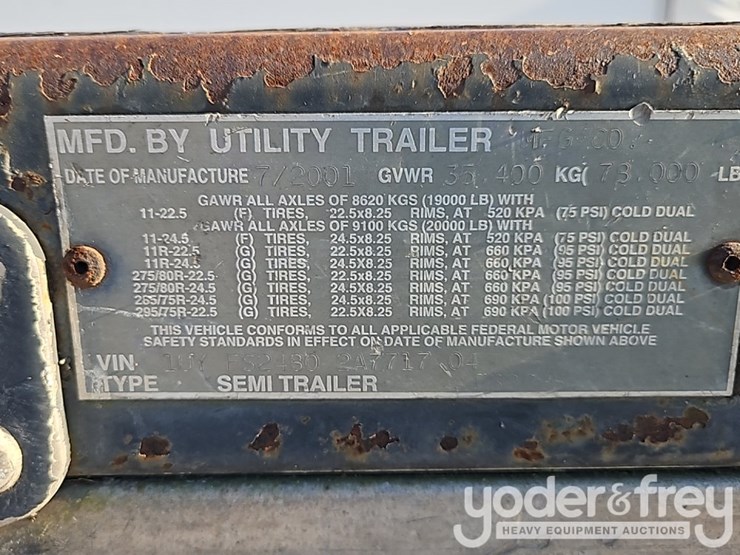 MFD. BY UTILITY TRAILER MFG. CO.
DATE OF MANUFACTURE 7/2001 GVWR 35 400 KG( 78 000 LB
GAWR ALL AXLES OF 8620 KGS (19000 LB) WITH
11-22.5 (F) TIRES, 22.5x8.25 RIMS, AT 520 KPA (75 PSI) COLD DUAL
GAWR ALL AXLES OF 9100 KGS (20000 LB) WITH
11-24.5 (F) TIRES, 24.5x8.25 RIMS, AT 520 KPA (75 PSI) COLD DUAL
11R-22.5 (G) TIRES, 22.5x8.25 RIMS, AT 660 KPA (95 PSI) COLD DUAL
11R-24.5 (G) TIRES, 24.5x8.25 RIMS, AT 660 KPA (95 PSI) COLD DUAL
275/80R-22.5 (G) TIRES, 22.5x8.25 RIMS, AT 660 KPA (95 PSI) COLD DUAL
275/80R-24.5 (G) TIRES, 24.5x8.25 RIMS, AT 660 KPA (95 PSI) COLD DUAL
285/75R-24.5 (G) TIRES, 24.5x8.25 RIMS, AT 690 KPA (100 PSI) COLD DUAL
295/75R-22.5 (G) TIRES, 22.5x8.25 RIMS, AT 690 KPA (100 PSI) COLD DUAL
THIS VEHICLE CONFORMS TO ALL APPLICABLE FEDERAL MOTOR VEHICLE
SAFETY STANDARDS IN EFFECT ON DATE OF MANUFACTURE SHOWN ABOVE
VIN
TYPE SEMI TRAILER
yoder&frey
HEAVY EQUIPMENT AUCTIONS